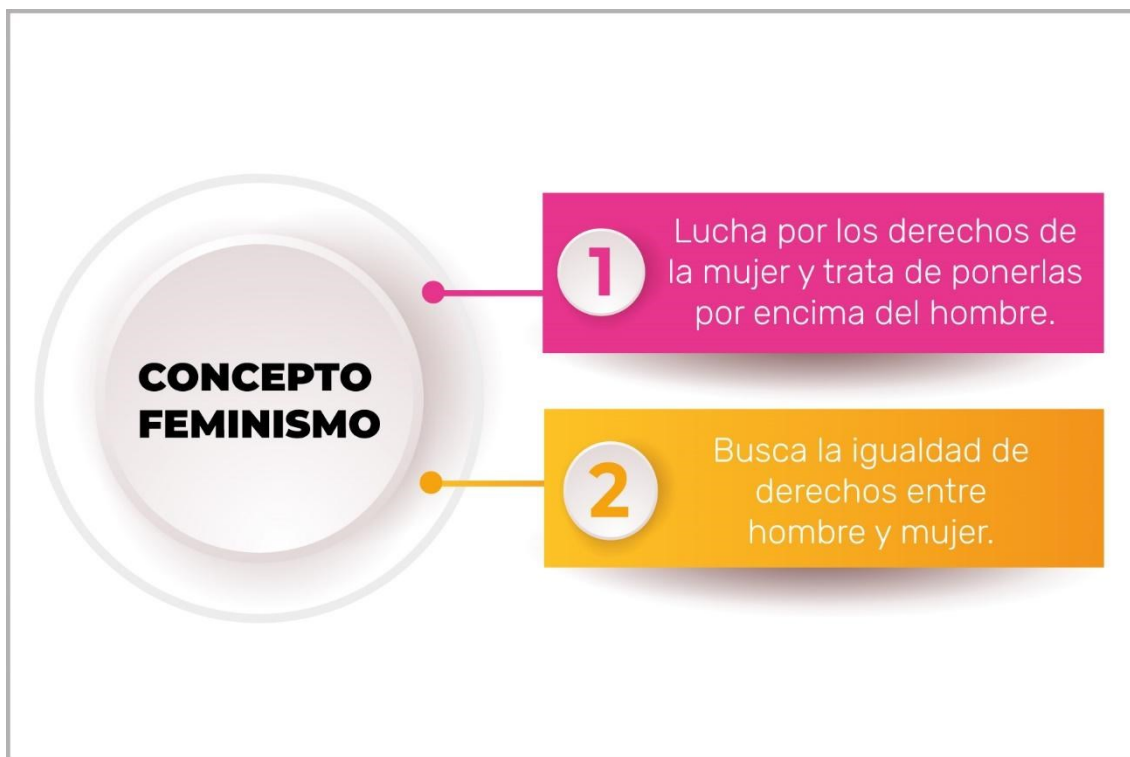 CONCEPTO
FEMINISMO
1
Lucha por los derechos de
la mujer y trata de ponerlas
por encima del hombre.
2
Busca la igualdad de
derechos entre
hombre y mujer.